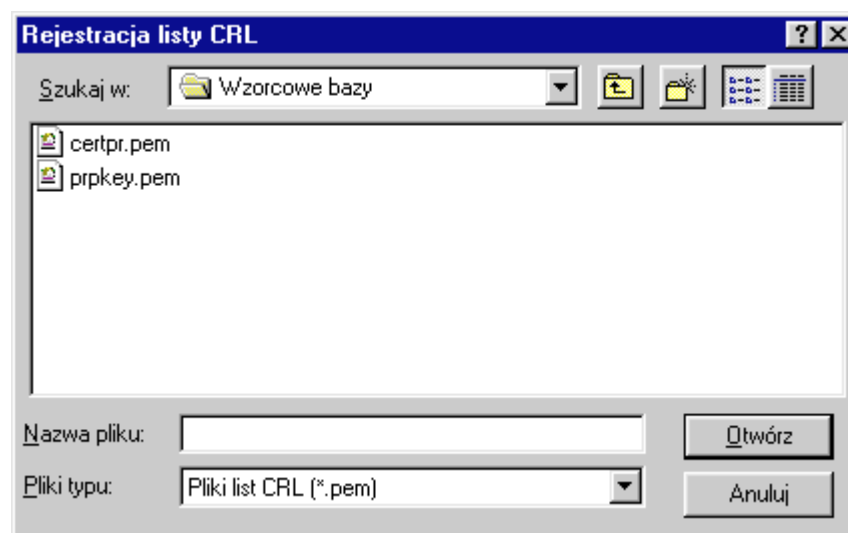 Rejestracja listy CRL
Szukaj w: Wzorcowe bazy
certpr.pem
prpkey.pem
Nazwa pliku: Otwórz
Pliki typu: Pliki list CRL (*.pem) Anuluj